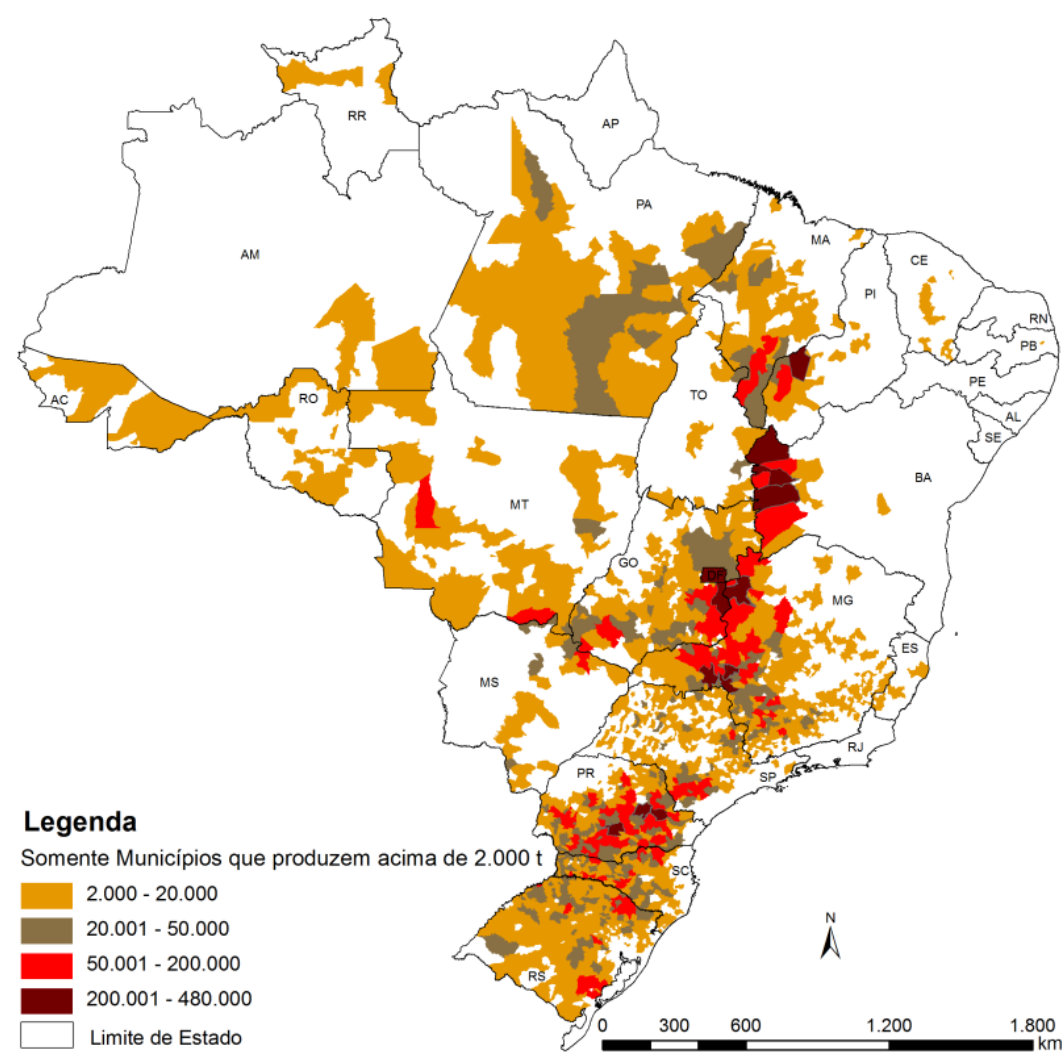 RR
AP
PA
AM
MA
CE
PI
RN
PB
PE
AL
SE
AC
RO
TO
BA
MT
GO
DF
MG
ES
MS
RJ
SP
PR
SC
RS
Legenda
Somente Municípios que produzem acima de 2.000 t
2.000 - 20.000
20.001 - 50.000
50.001 - 200.000
200.001 - 480.000
Limite de Estado
N
0 300 600 1.200 1.800
km